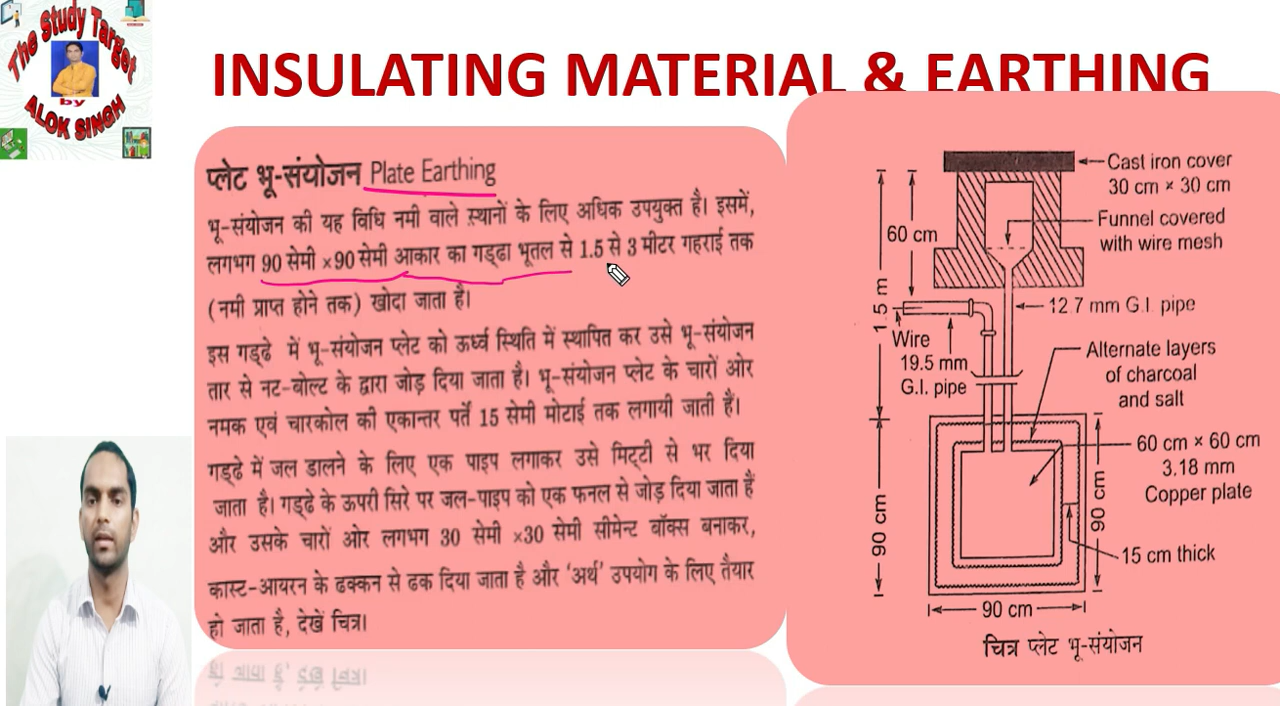 The Study Target
by
ALOK SINGH
INSULATING MATERIAL & EARTHING
प्लेट भू-संयोजन Plate Earthing
भू-संयोजन की यह विधि नमी वाले स्थानों के लिए अधिक उपयुक्त है। इसमें,
लगभग 90 सेमी ×90 सेमी आकार का गड्ढा भूतल से 1.5 से 3 मीटर गहराई तक
(नमी प्राप्त होने तक) खोदा जाता है।
इस गड्ढे में भू-संयोजन प्लेट को ऊर्ध्व स्थिति में स्थापित कर उसे भू-संयोजन
तार से नट-बोल्ट के द्वारा जोड़ दिया जाता है। भू-संयोजन प्लेट के चारों ओर
नमक एवं चारकोल की एकान्तर पर्ते 15 सेमी मोटाई तक लगायी जाती हैं।
गड्ढे में जल डालने के लिए एक पाइप लगाकर उसे मिट्टी से भर दिया
जाता है। गड्ढे के ऊपरी सिरे पर जल-पाइप को एक फनल से जोड़ दिया जाता हैं
और उसके चारों ओर लगभग 30 सेमी ×30 सेमी सीमेन्ट बॉक्स बनाकर,
कास्ट-आयरन के ढक्कन से ढक दिया जाता है और ‘अर्थ’ उपयोग के लिए तैयार
हो जाता है, देखें चित्र।
Cast iron cover
30 cm × 30 cm
Funnel covered
with wire mesh
60 cm
1.5 m
12.7 mm G.I. pipe
Wire
19.5 mm
G.I. pipe
Alternate layers
of charcoal
and salt
60 cm × 60 cm
3.18 mm
Copper plate
90 cm
90 cm
15 cm thick
90 cm
चित्र प्लेट भू-संयोजन